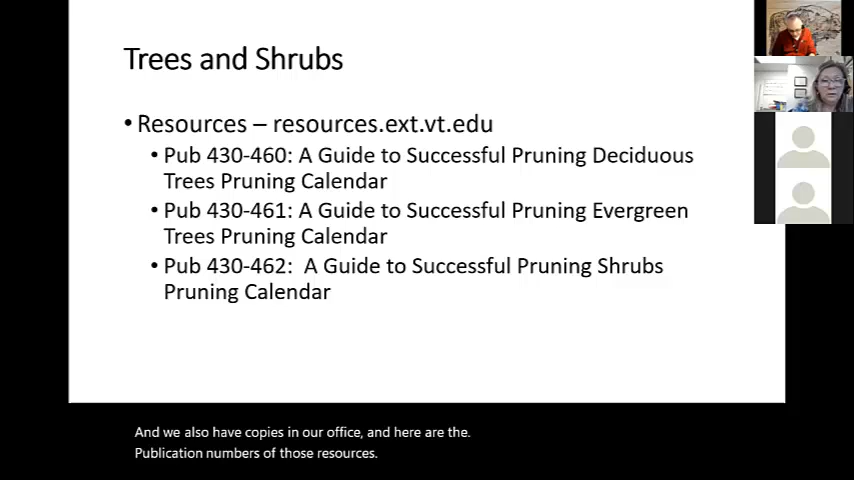 Trees and Shrubs
• Resources – resources.ext.vt.edu
• Pub 430-460: A Guide to Successful Pruning Deciduous
Trees Pruning Calendar
• Pub 430-461: A Guide to Successful Pruning Evergreen
Trees Pruning Calendar
• Pub 430-462:  A Guide to Successful Pruning Shrubs
Pruning Calendar
And we also have copies in our office, and here are the.
Publication numbers of those resources.